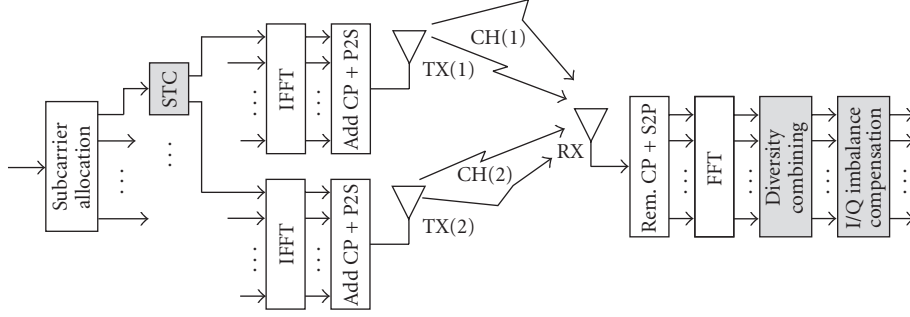 Subcarrier
allocation
STC
IFFT
Add CP + P2S
TX(1)
CH(1)
IFFT
Add CP + P2S
TX(2)
CH(2)
RX
Rem. CP + S2P
FFT
Diversity
combining
I/Q imbalance
compensation